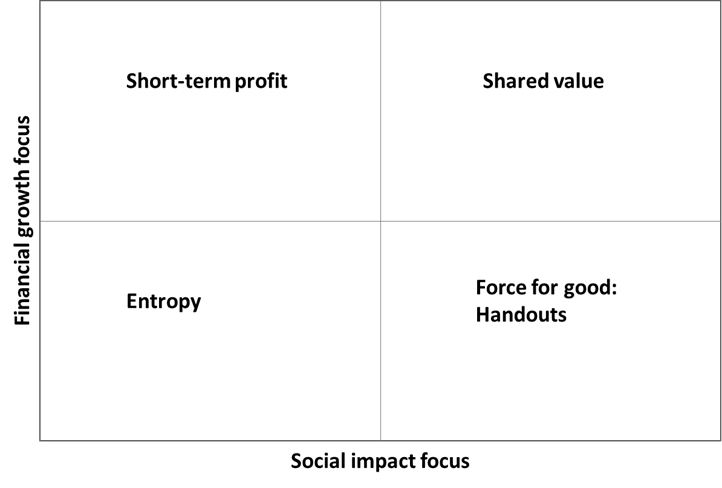 Short-term profit
Shared value
Financial growth focus
Entropy
Force for good:
Handouts
Social impact focus